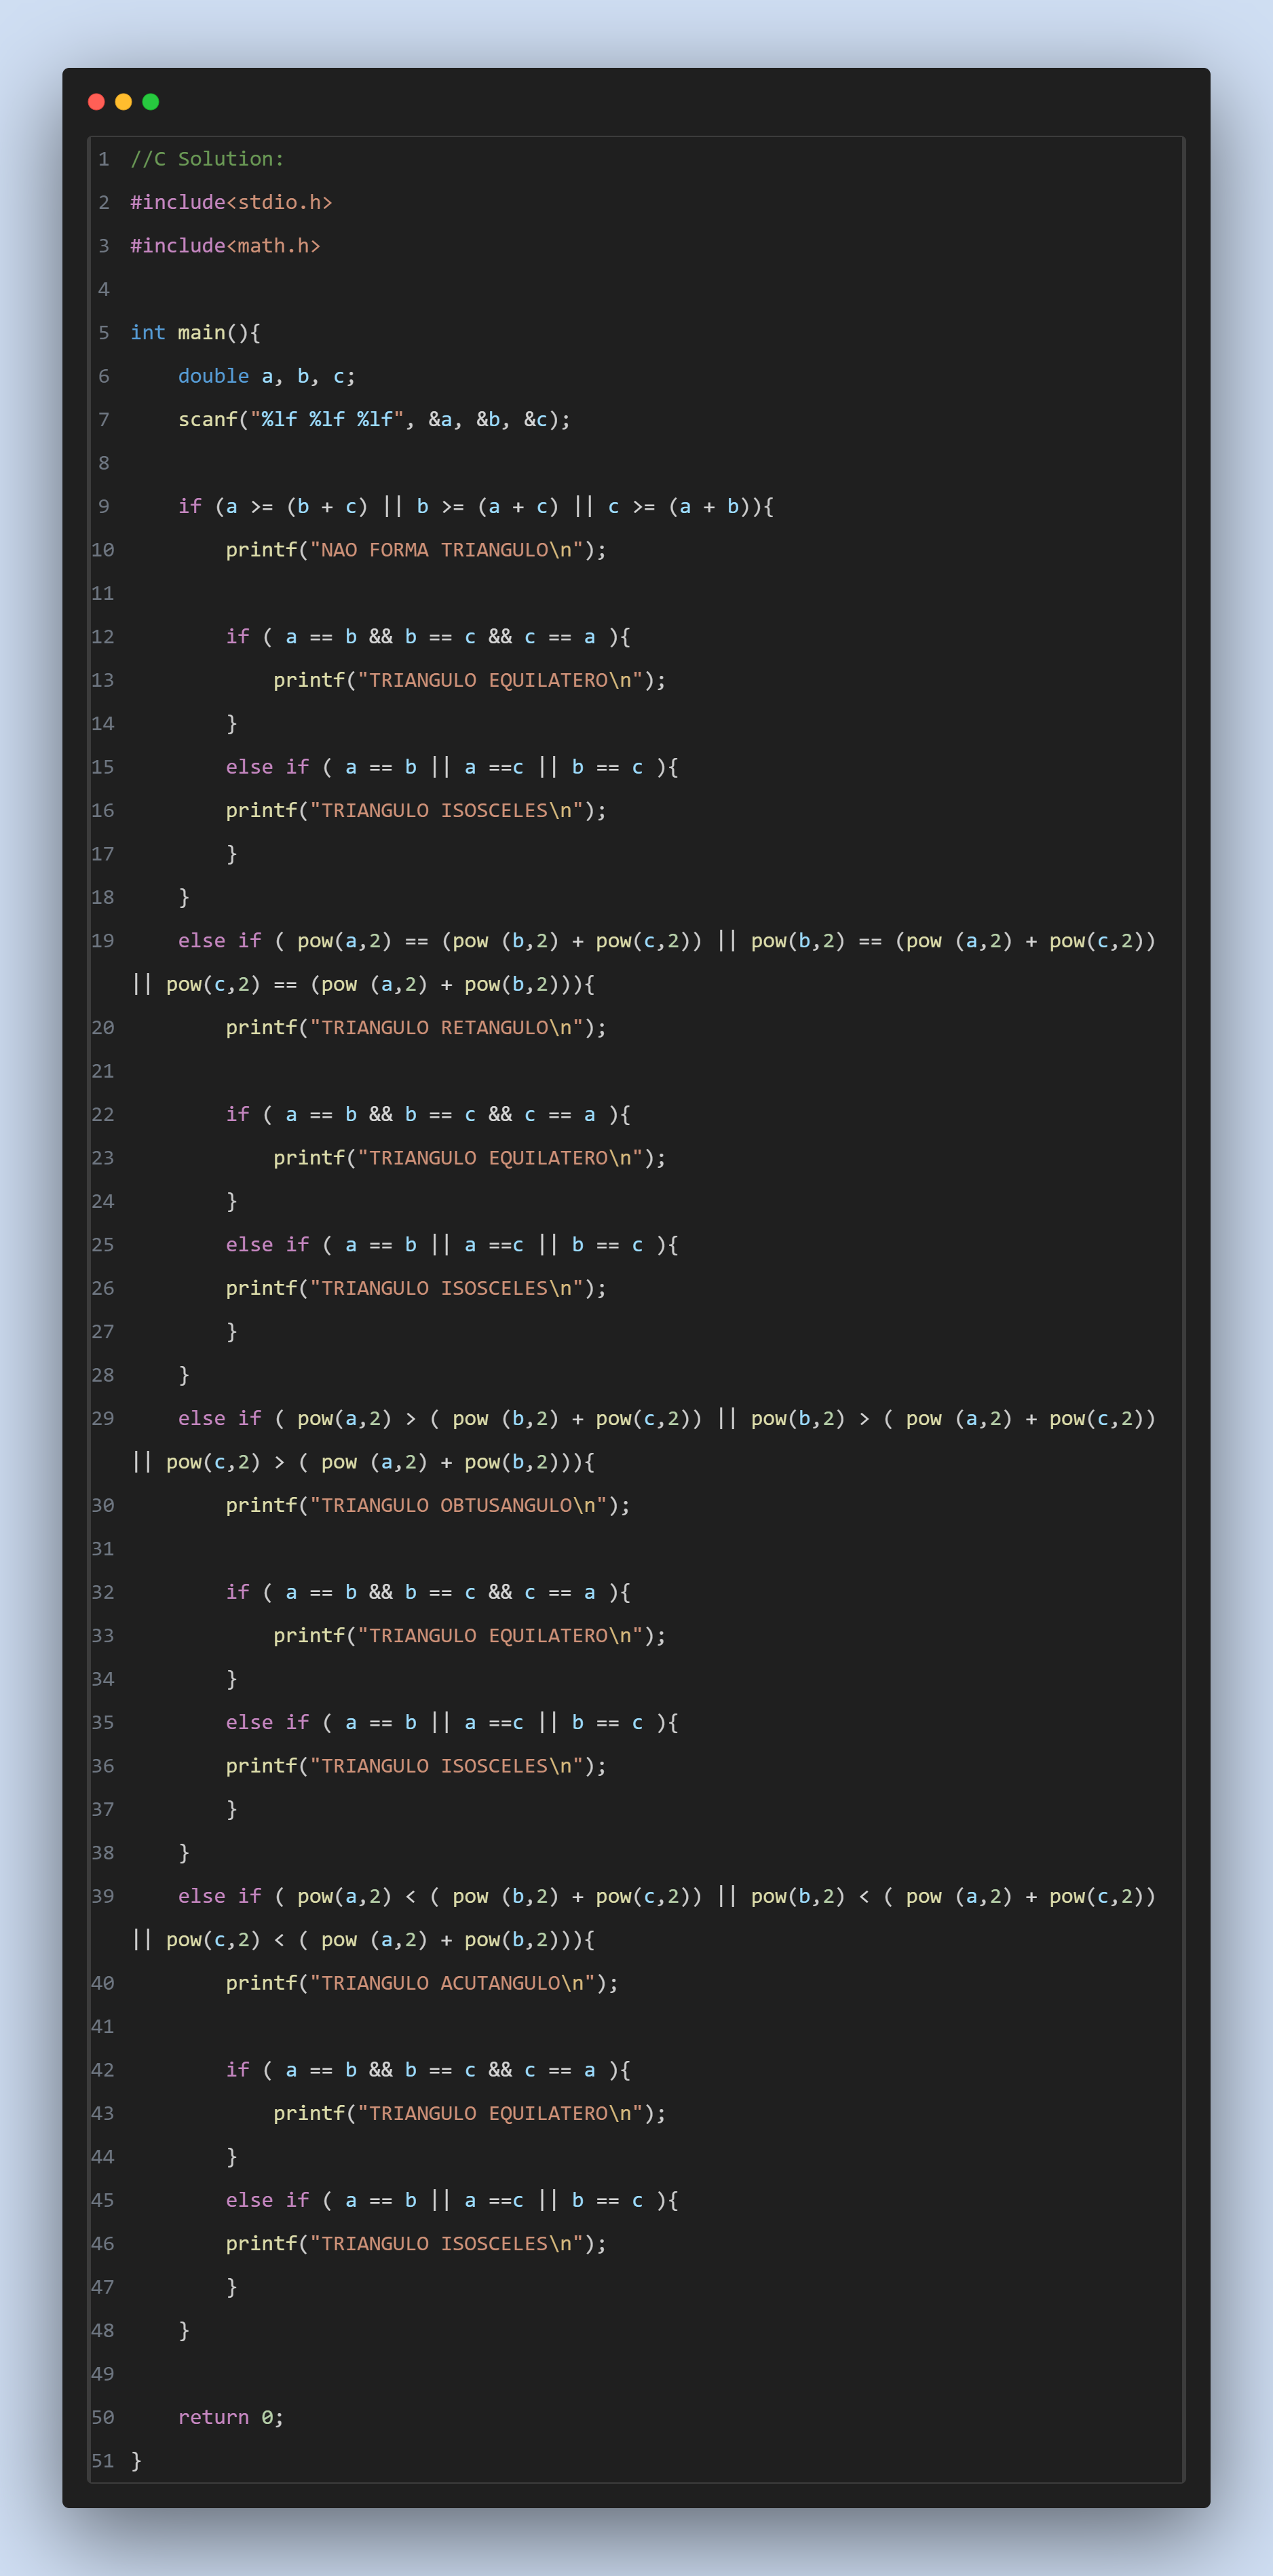 1 //C Solution:
2 #include<stdio.h>
3 #include<math.h>
4
5 int main(){
6     double a, b, c;
7     scanf("%lf %lf %lf", &a, &b, &c);
8
9     if (a >= (b + c) || b >= (a + c) || c >= (a + b)){
10         printf("NAO FORMA TRIANGULO\n");
11
12         if ( a == b && b == c && c == a ){
13             printf("TRIANGULO EQUILATERO\n");
14         }
15         else if ( a == b || a ==c || b == c ){
16         printf("TRIANGULO ISOSCELES\n");
17         }
18     }
19     else if ( pow(a,2) == (pow (b,2) + pow(c,2)) || pow(b,2) == (pow (a,2) + pow(c,2))
|| pow(c,2) == (pow (a,2) + pow(b,2))){
20         printf("TRIANGULO RETANGULO\n");
21
22         if ( a == b && b == c && c == a ){
23             printf("TRIANGULO EQUILATERO\n");
24         }
25         else if ( a == b || a ==c || b == c ){
26         printf("TRIANGULO ISOSCELES\n");
27         }
28     }
29     else if ( pow(a,2) > ( pow (b,2) + pow(c,2)) || pow(b,2) > ( pow (a,2) + pow(c,2))
|| pow(c,2) > ( pow (a,2) + pow(b,2))){
30         printf("TRIANGULO OBTUSANGULO\n");
31
32         if ( a == b && b == c && c == a ){
33             printf("TRIANGULO EQUILATERO\n");
34         }
35         else if ( a == b || a ==c || b == c ){
36         printf("TRIANGULO ISOSCELES\n");
37         }
38     }
39     else if ( pow(a,2) < ( pow (b,2) + pow(c,2)) || pow(b,2) < ( pow (a,2) + pow(c,2))
|| pow(c,2) < ( pow (a,2) + pow(b,2))){
40         printf("TRIANGULO ACUTANGULO\n");
41
42         if ( a == b && b == c && c == a ){
43             printf("TRIANGULO EQUILATERO\n");
44         }
45         else if ( a == b || a ==c || b == c ){
46         printf("TRIANGULO ISOSCELES\n");
47         }
48     }
49
50     return 0;
51 }